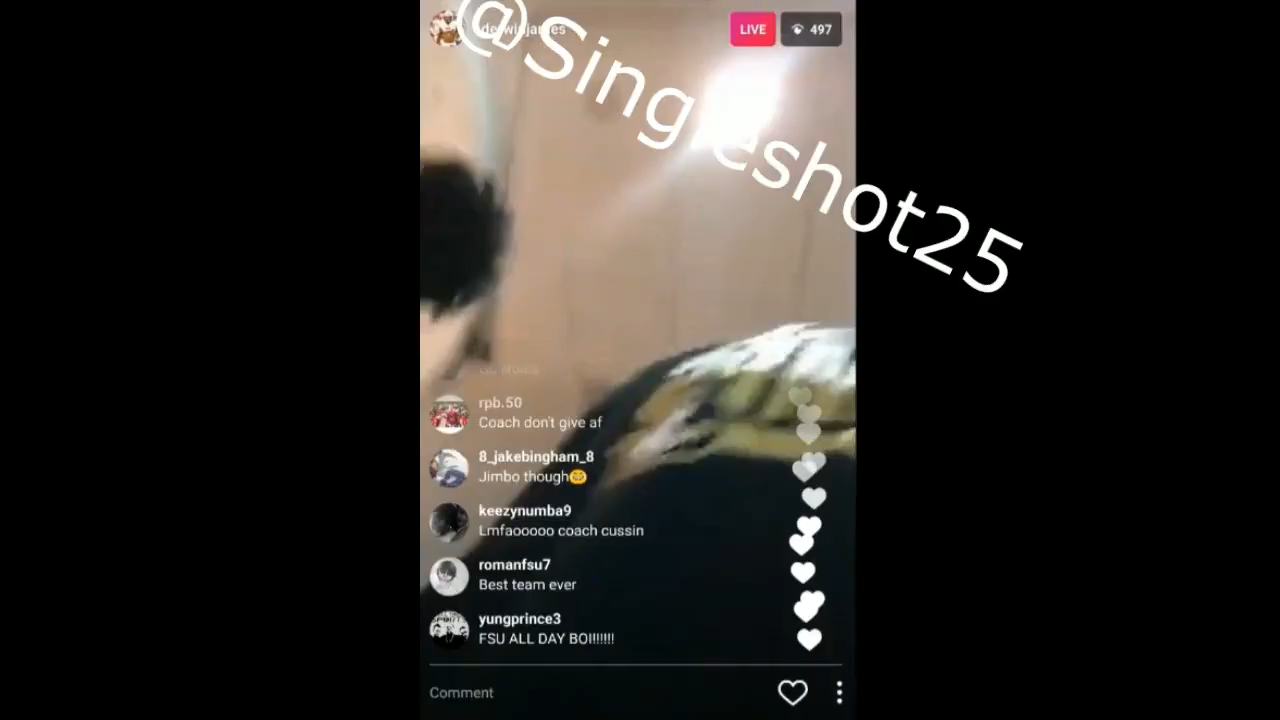 @Singleshot25
LIVE
497
rpb.50
Coach don't give af
8_jakebingham_8
Jimbo though
keezynumba9
Lmfaooooo coach cussin
romanfsu7
Best team ever
yungprince3
FSU ALL DAY BOI!!!!!!!
Comment